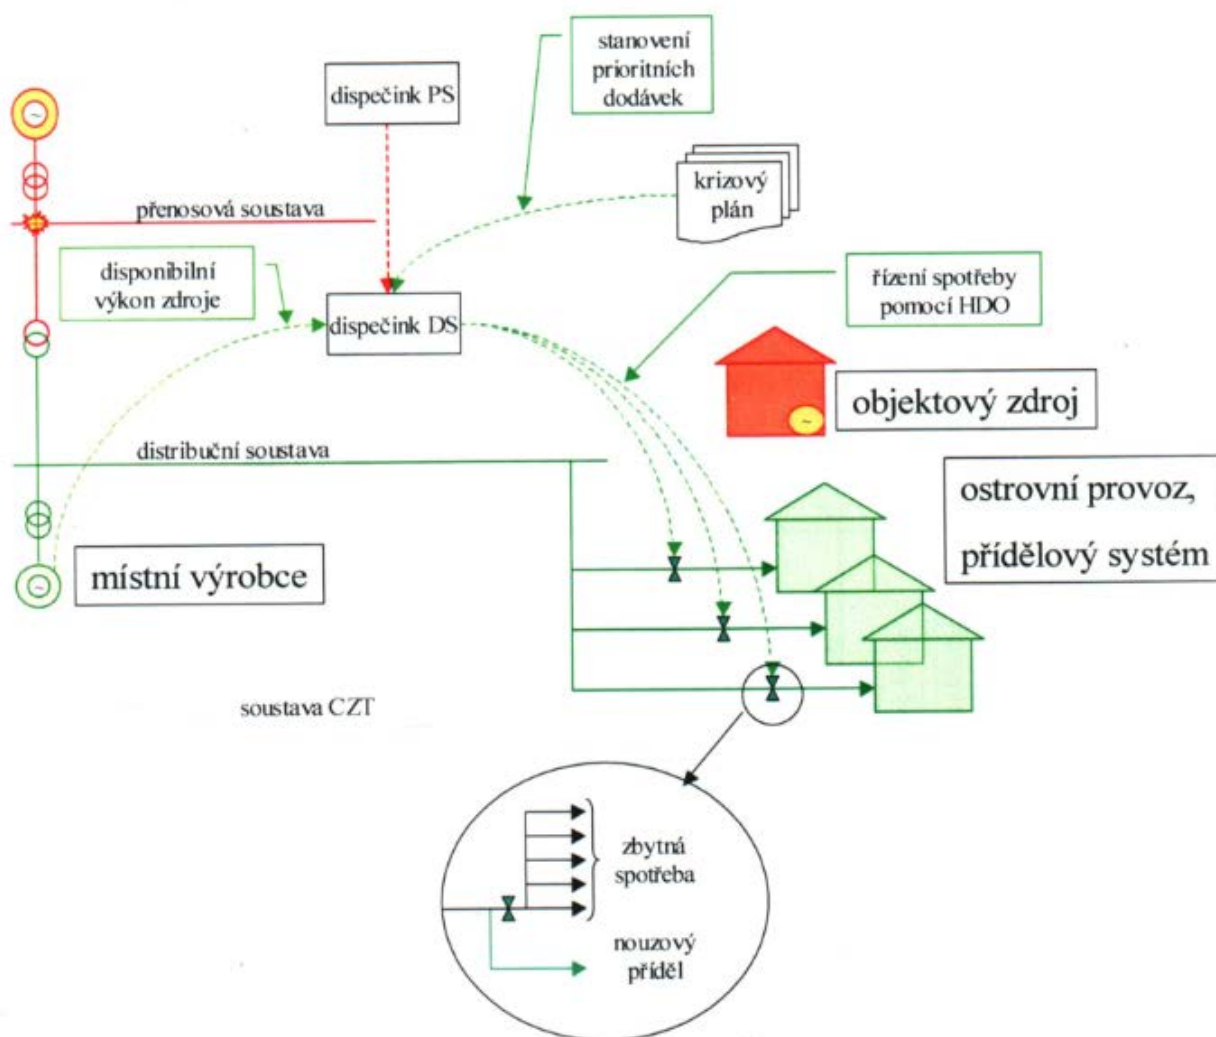 stanovení
prioritních
dodávek
dispečink PS
krizový
plán
přenosová soustava
disponibilní
výkon zdroje
řízení spotřeby
pomocí HDO
dispečink DS
objektový zdroj
distribuční soustava
ostrovní provoz,
přídělový systém
místní výrobce
soustava CZT
zbytná
spotřeba
nouzový
příděl
~
~
~